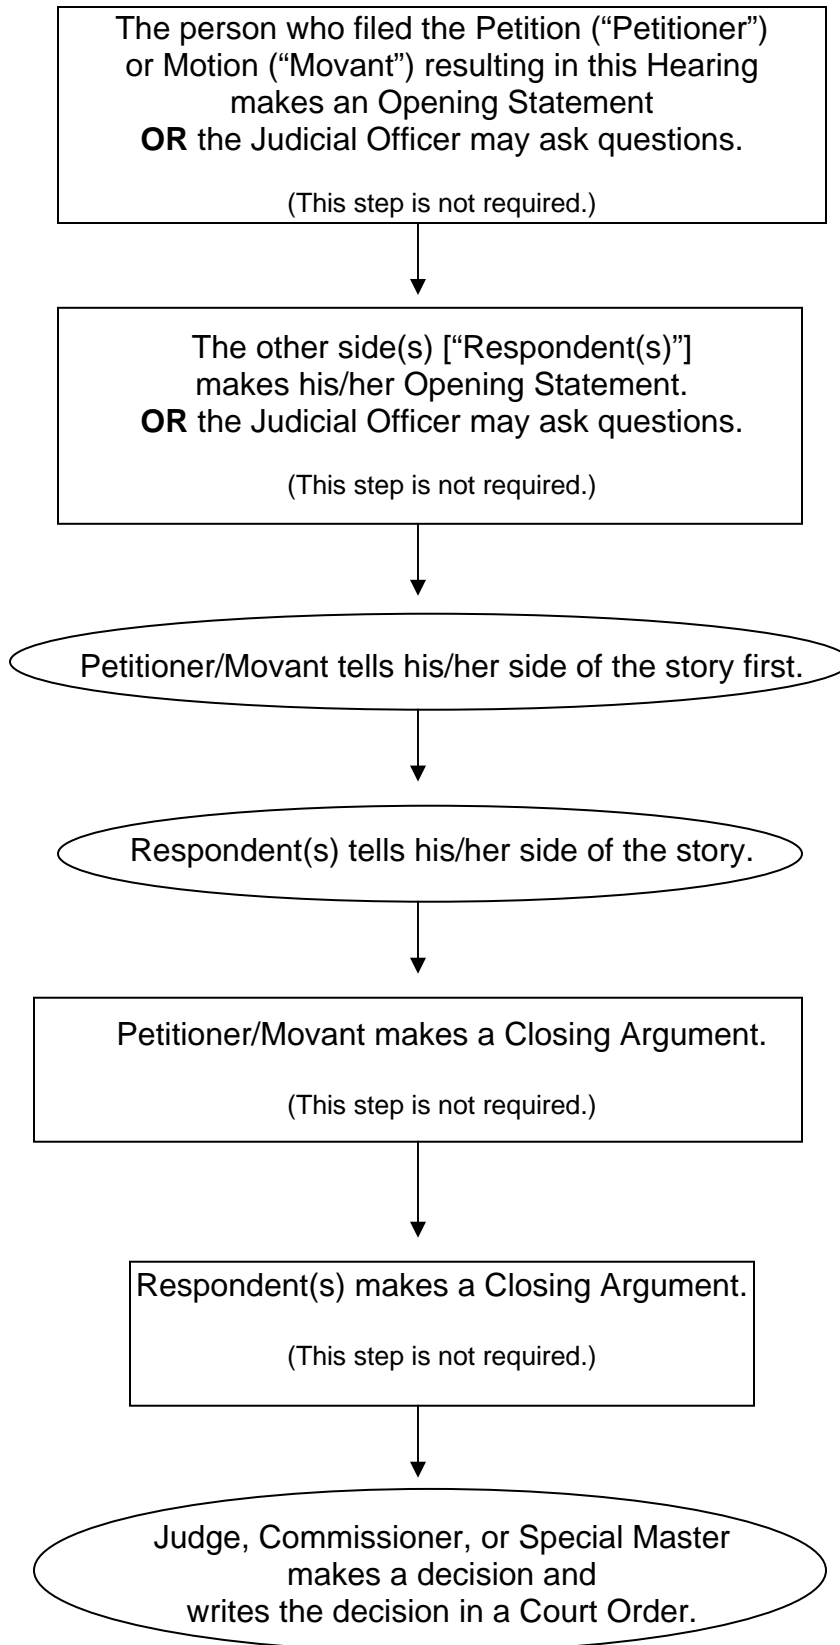 The person who filed the Petition (“Petitioner”)
or Motion (“Movant”) resulting in this Hearing
makes an Opening Statement
OR the Judicial Officer may ask questions.
(This step is not required.)
The other side(s) [“Respondent(s)”]
makes his/her Opening Statement.
OR the Judicial Officer may ask questions.
(This step is not required.)
Petitioner/Movant tells his/her side of the story first.
Respondent(s) tells his/her side of the story.
Petitioner/Movant makes a Closing Argument.
(This step is not required.)
Respondent(s) makes a Closing Argument.
(This step is not required.)
Judge, Commissioner, or Special Master
makes a decision and
writes the decision in a Court Order.